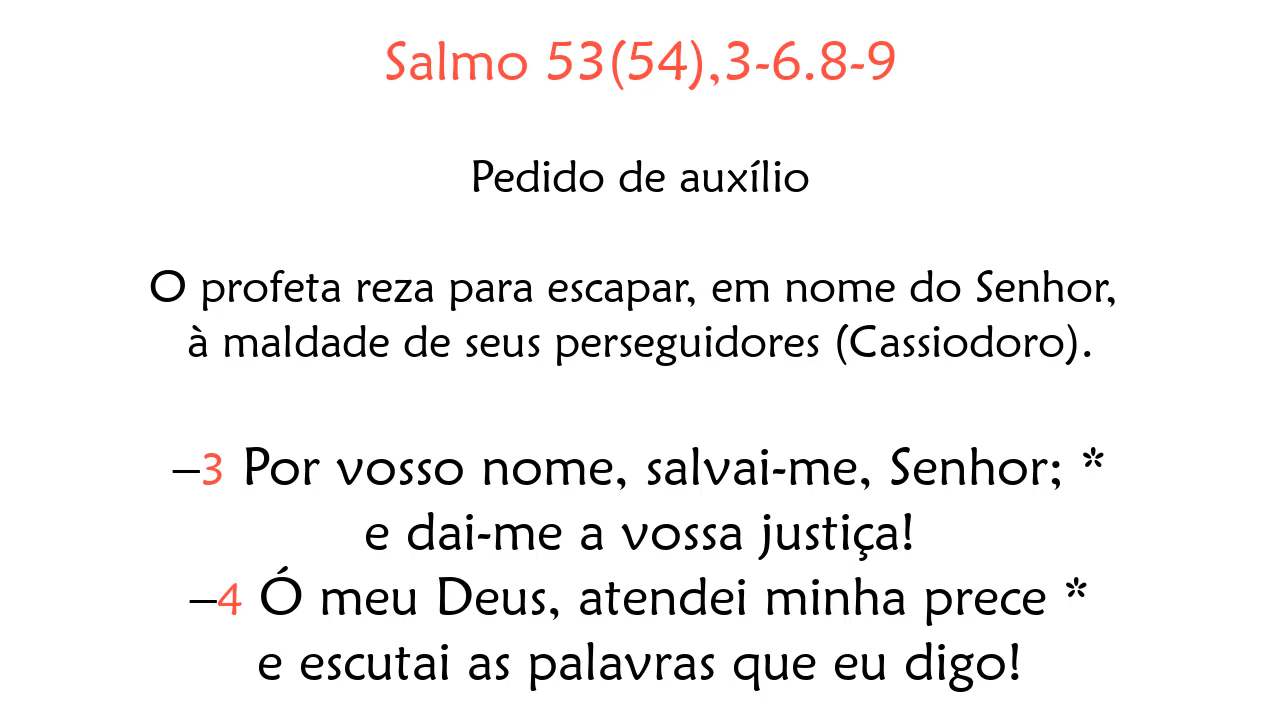 Salmo 53(54),3-6.8-9
Pedido de auxílio
O profeta reza para escapar, em nome do Senhor,
à maldade de seus perseguidores (Cassiodoro).
–3 Por vosso nome, salvai-me, Senhor; *
e dai-me a vossa justiça!
–4 Ó meu Deus, atendei minha prece *
e escutai as palavras que eu digo!